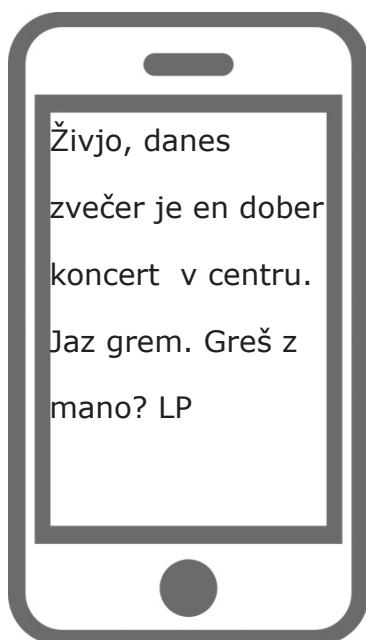 Živjo, danes
zvečer je en dober
koncert v centru.
Jaz grem. Greš z
mano? LP